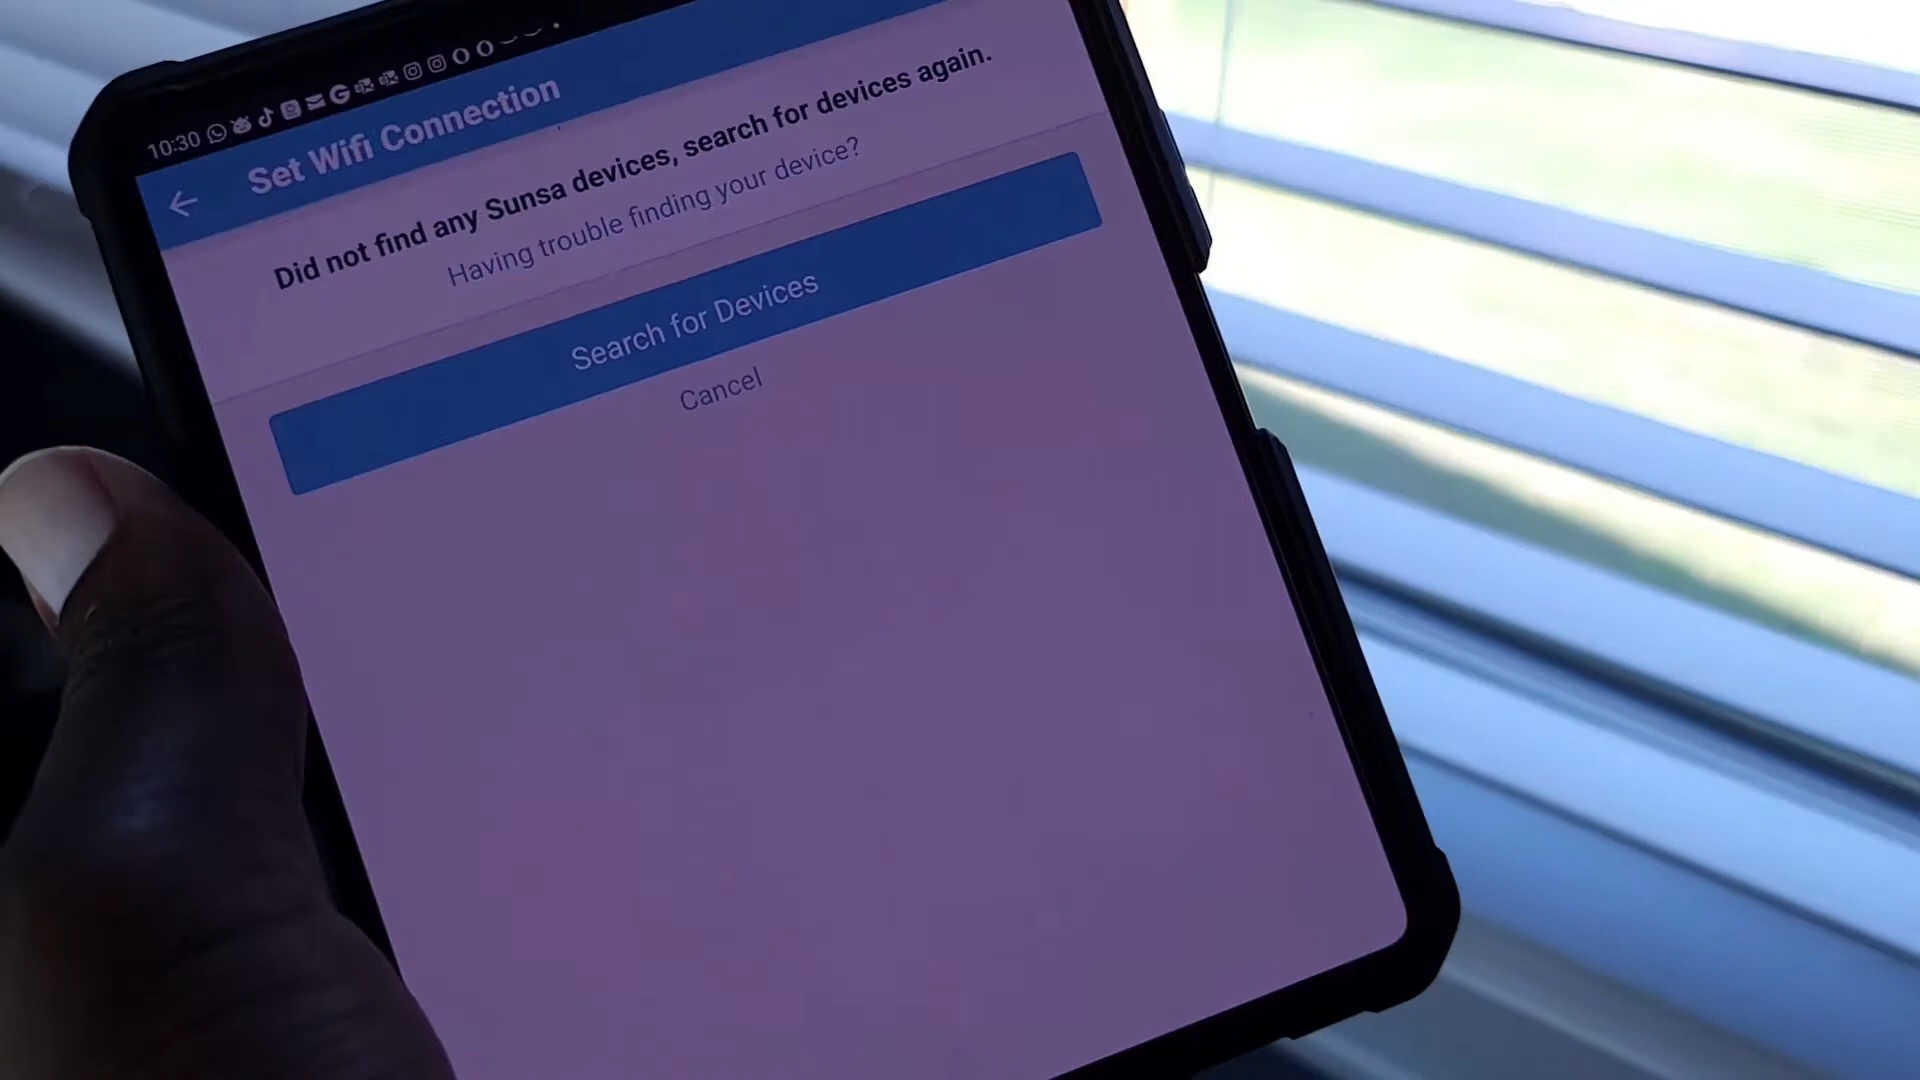 10:30
Set Wifi Connection
Did not find any Sunsa devices, search for devices again.
Having trouble finding your device?
Search for Devices
Cancel